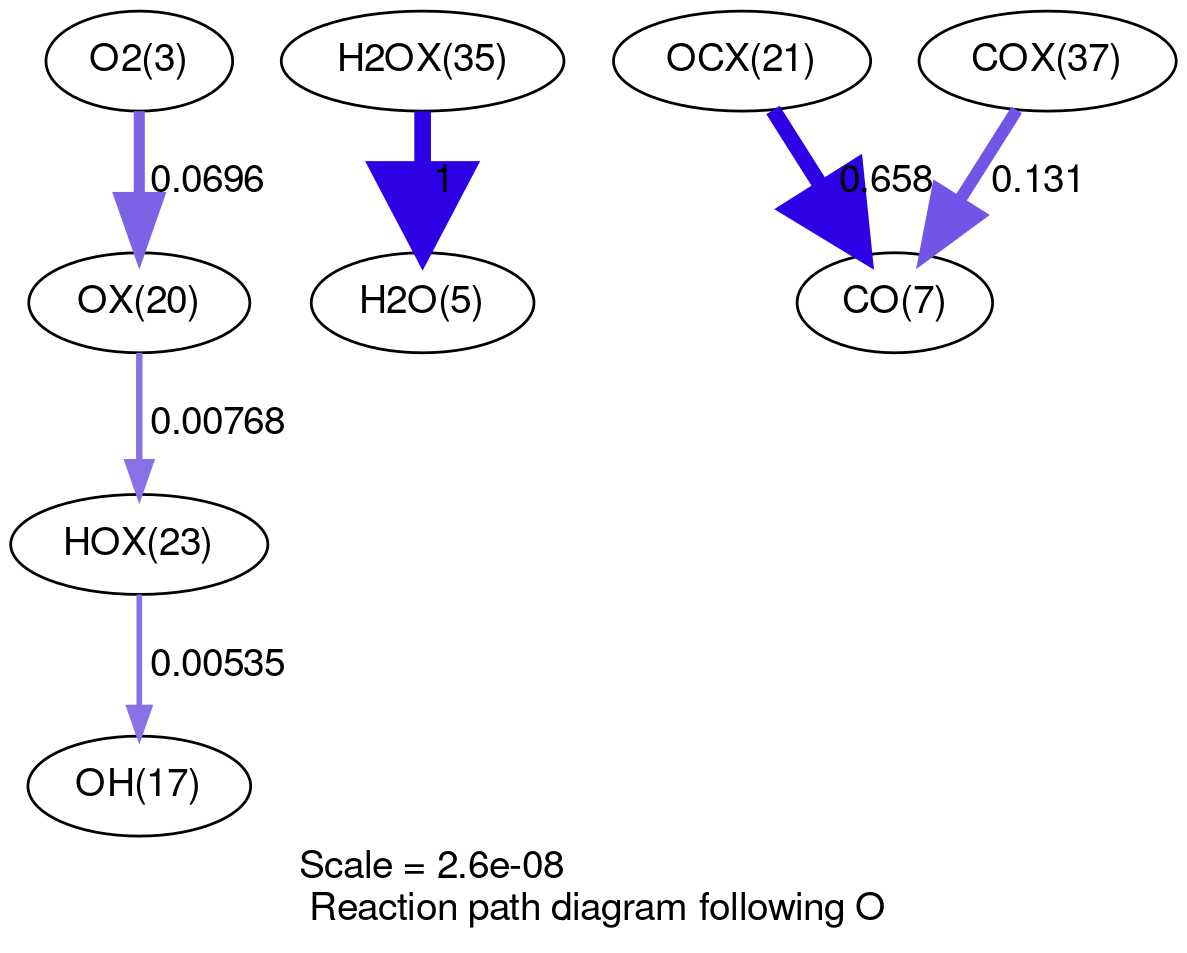 O2(3)
H2OX(35)
OCX(21)
COX(37)
0.0696
1
0.658
0.131
OX(20)
H2O(5)
CO(7)
0.00768
HOX(23)
0.00535
OH(17)
Scale = 2.6e-08
Reaction path diagram following O